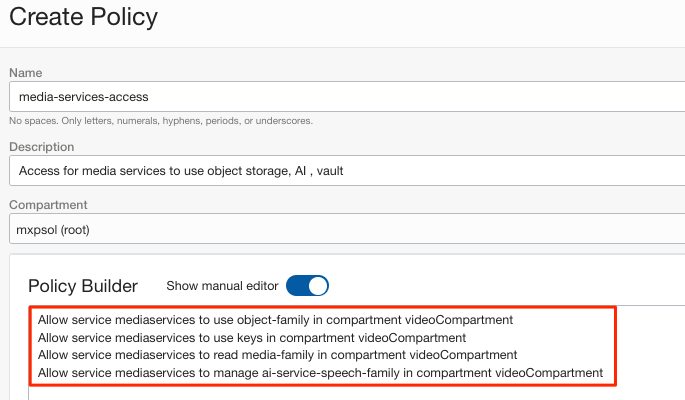 Create Policy
Name
media-services-access
No spaces. Only letters, numerals, hyphens, periods, or underscores.
Description
Access for media services to use object storage, AI , vault
Compartment
mxpsol (root)
Policy Builder Show manual editor
Allow service mediaservices to use object-family in compartment videoCompartment
Allow service mediaservices to use keys in compartment videoCompartment
Allow service mediaservices to read media-family in compartment videoCompartment
Allow service mediaservices to manage ai-service-speech-family in compartment videoCompartment